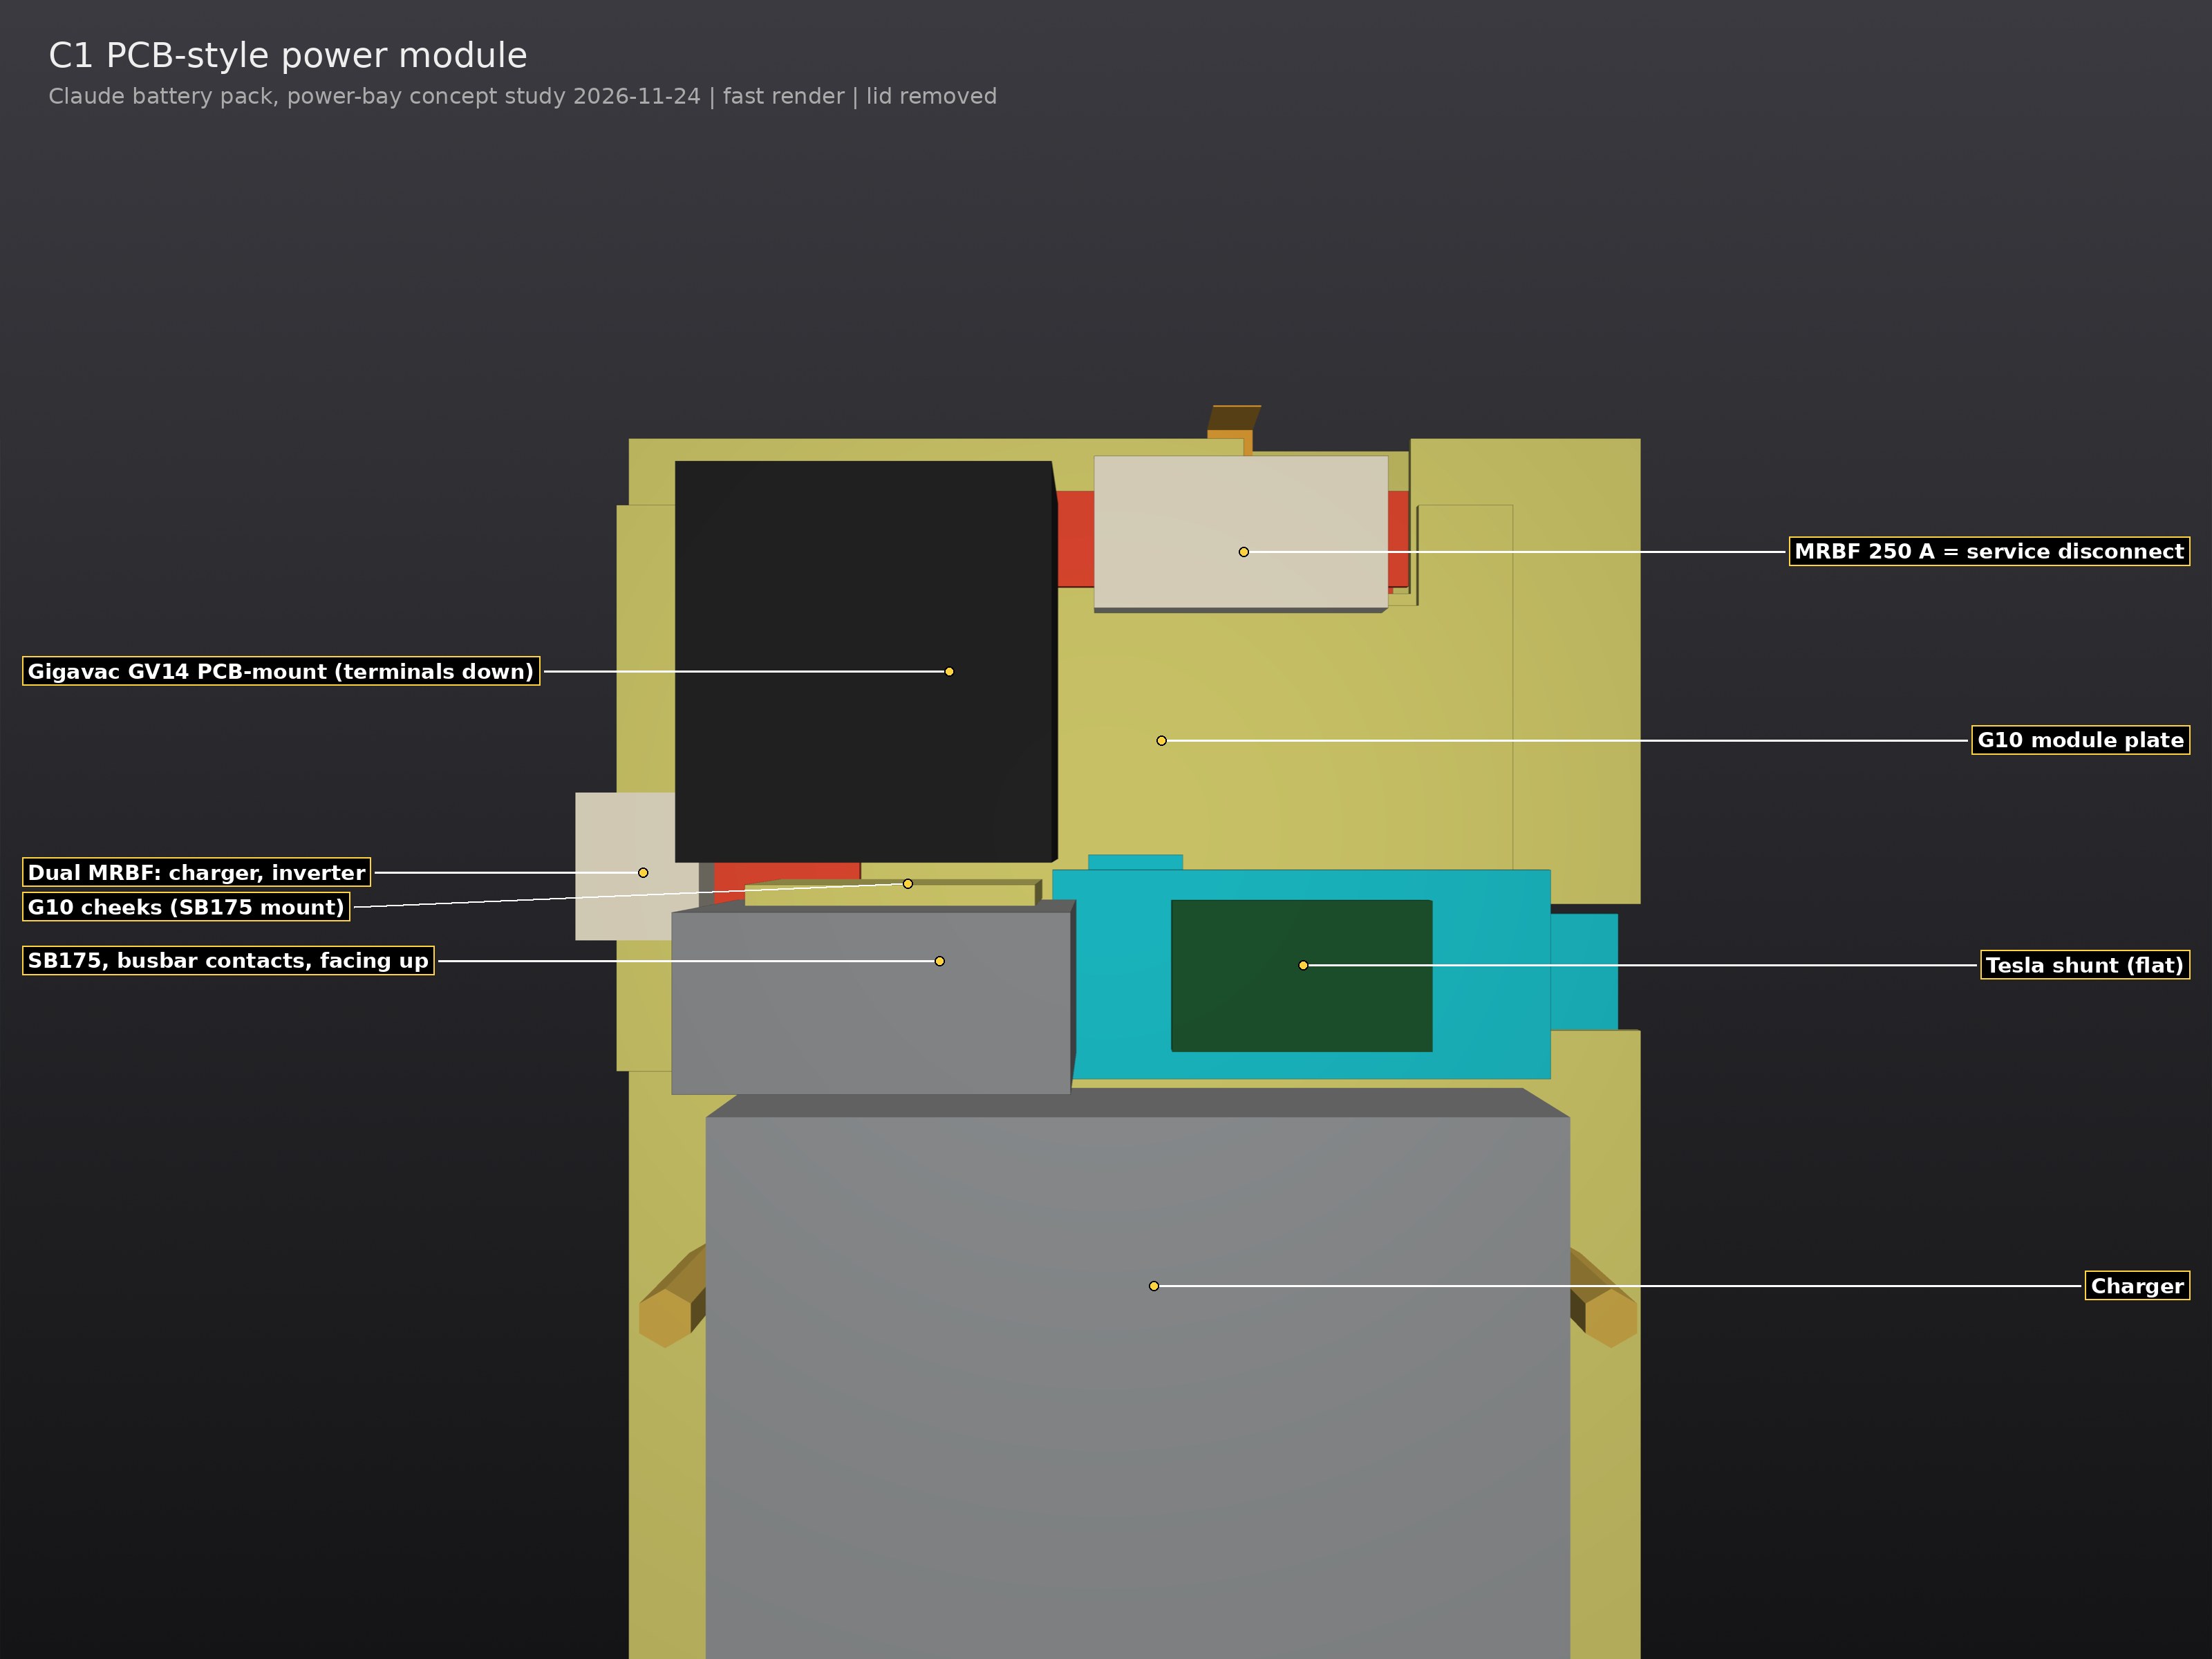 C1 PCB-style power module
Claude battery pack, power-bay concept study 2026-11-24 | fast render | lid removed
MRBF 250 A = service disconnect
Gigavac GV14 PCB-mount (terminals down)
G10 module plate
Dual MRBF: charger, inverter
G10 cheeks (SB175 mount)
SB175, busbar contacts, facing up
Tesla shunt (flat)
Charger